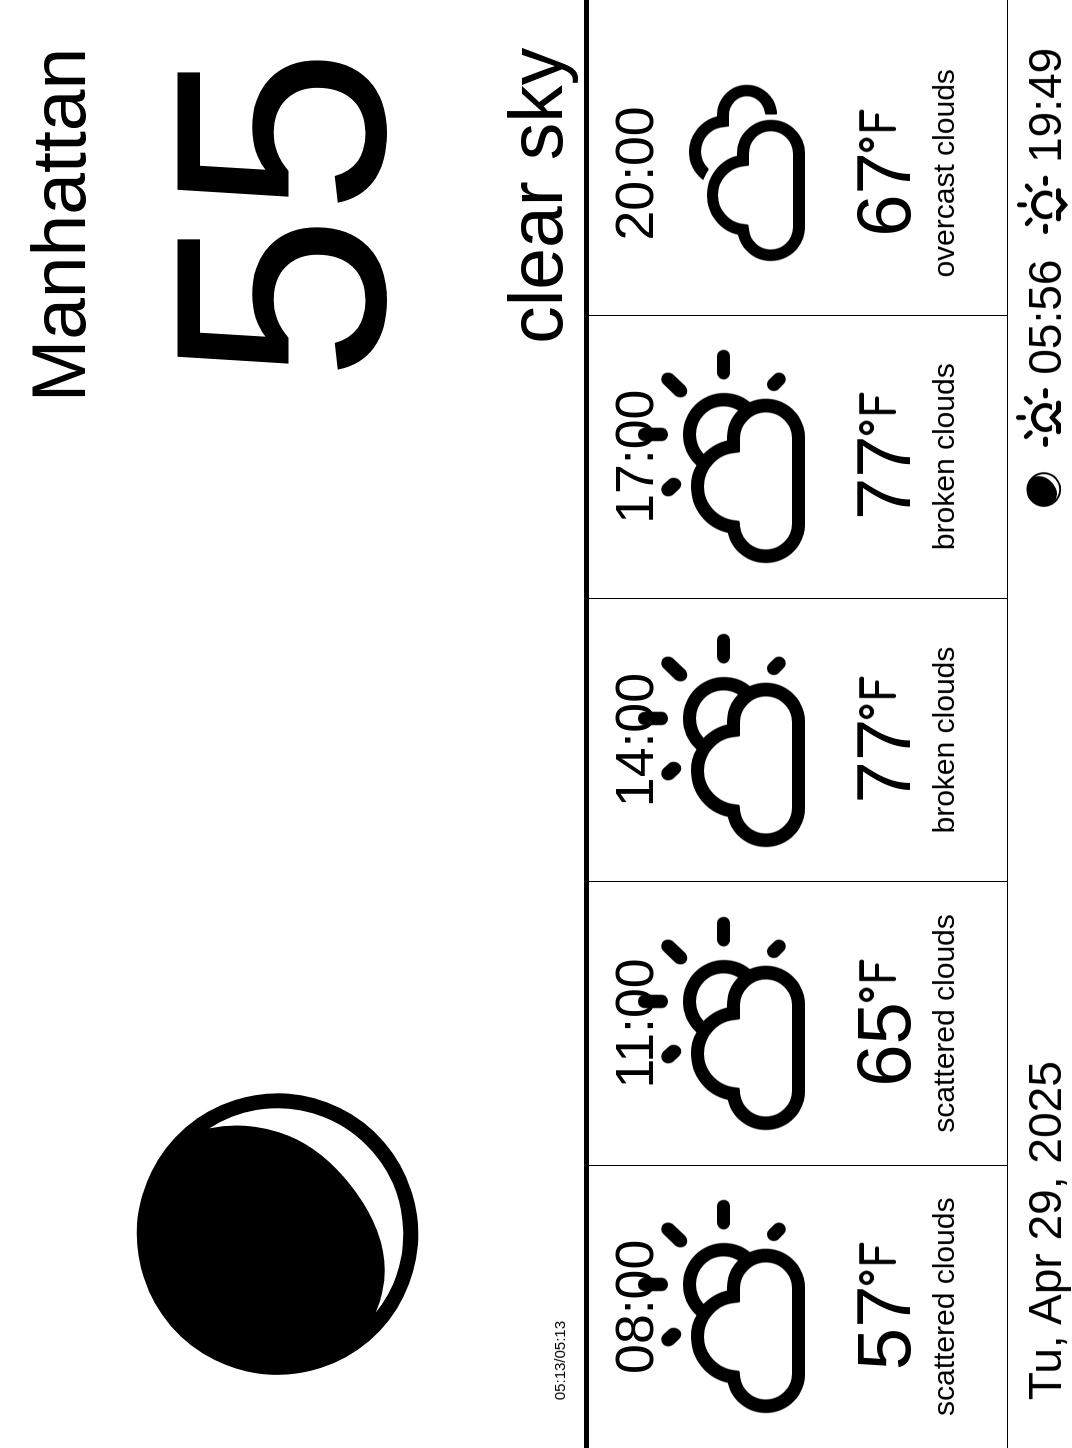 Manhattan
55
05:13/05:13
clear sky
08:00 11:00 14:00 17:00 20:00
57°F 65°F 77°F 77°F 67°F
scattered clouds scattered clouds broken clouds broken clouds overcast clouds
Tu, Apr 29, 2025 05:56 19:49